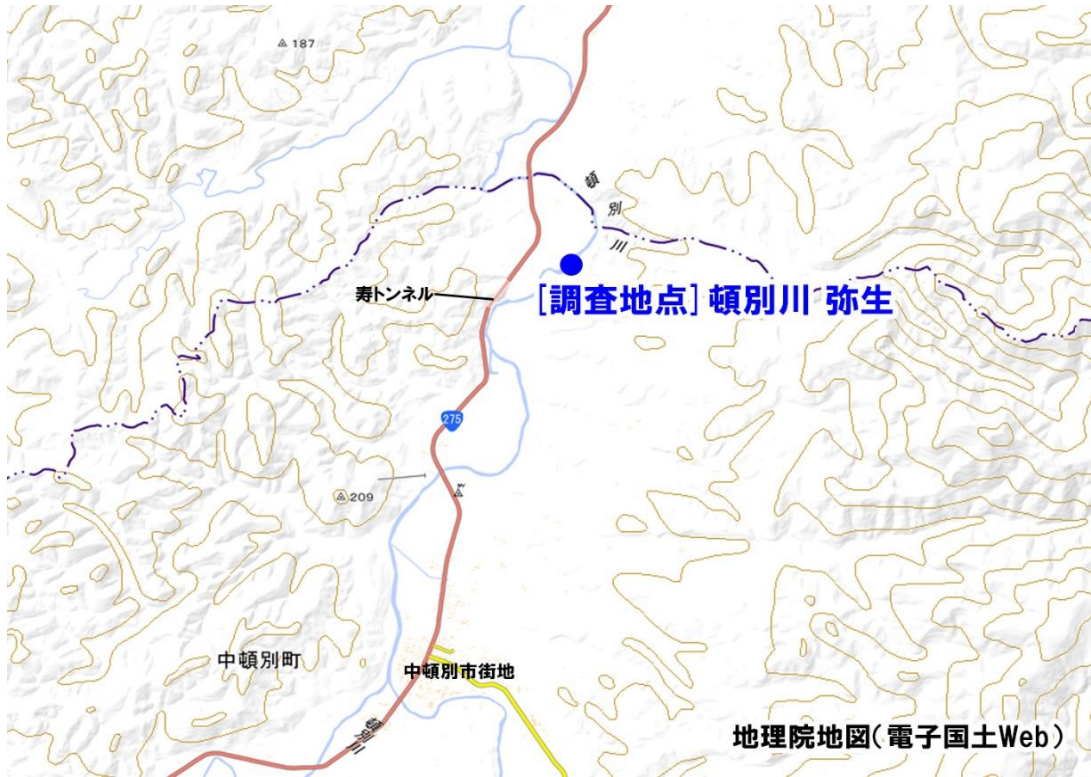 187
頓別川
寿トンネル
[調査地点] 頓別川 弥生
275
209
中頓別町
中頓別市街地
頓別川
地理院地図(電子国土Web)